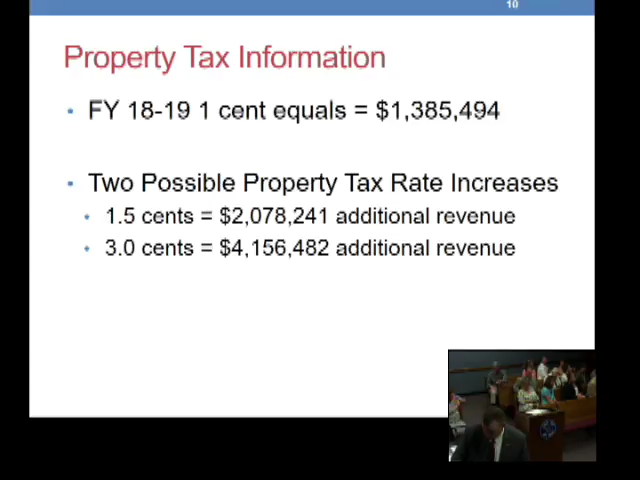 10
Property Tax Information
• FY 18-19 1 cent equals = $1,385,494
• Two Possible Property Tax Rate Increases
• 1.5 cents = $2,078,241 additional revenue
• 3.0 cents = $4,156,482 additional revenue